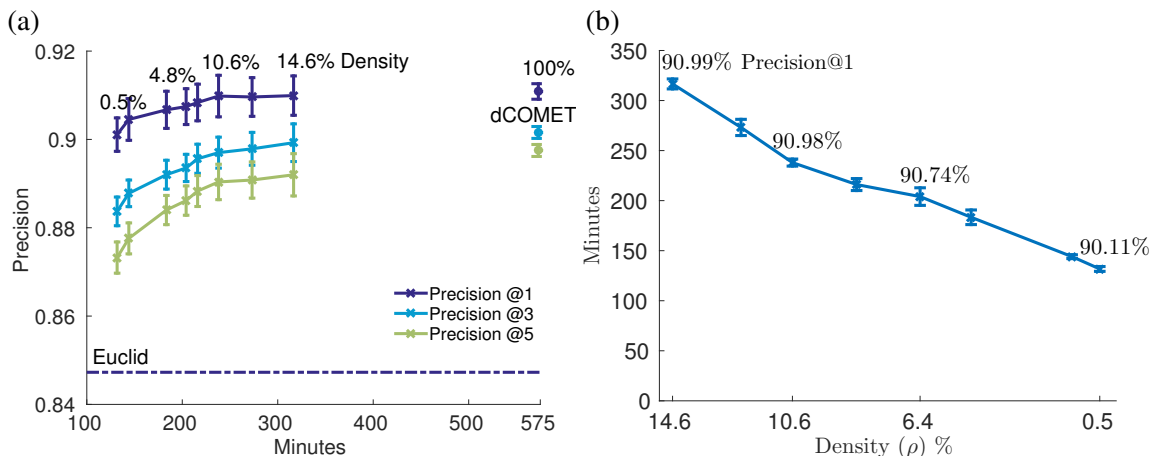 (a)
0.92
0.9
0.88
0.86
0.84
Precision
0.5%
4.8%
10.6%
14.6% Density
100%
dCOMET
Precision @1
Precision @3
Precision @5
Euclid
100 200 300 400 500 575
Minutes
(b)
350
300
250
200
150
100
50
0
Minutes
90.99% Precision@1
90.98%
90.74%
90.11%
14.6 10.6 6.4 0.5
Density (ρ) %